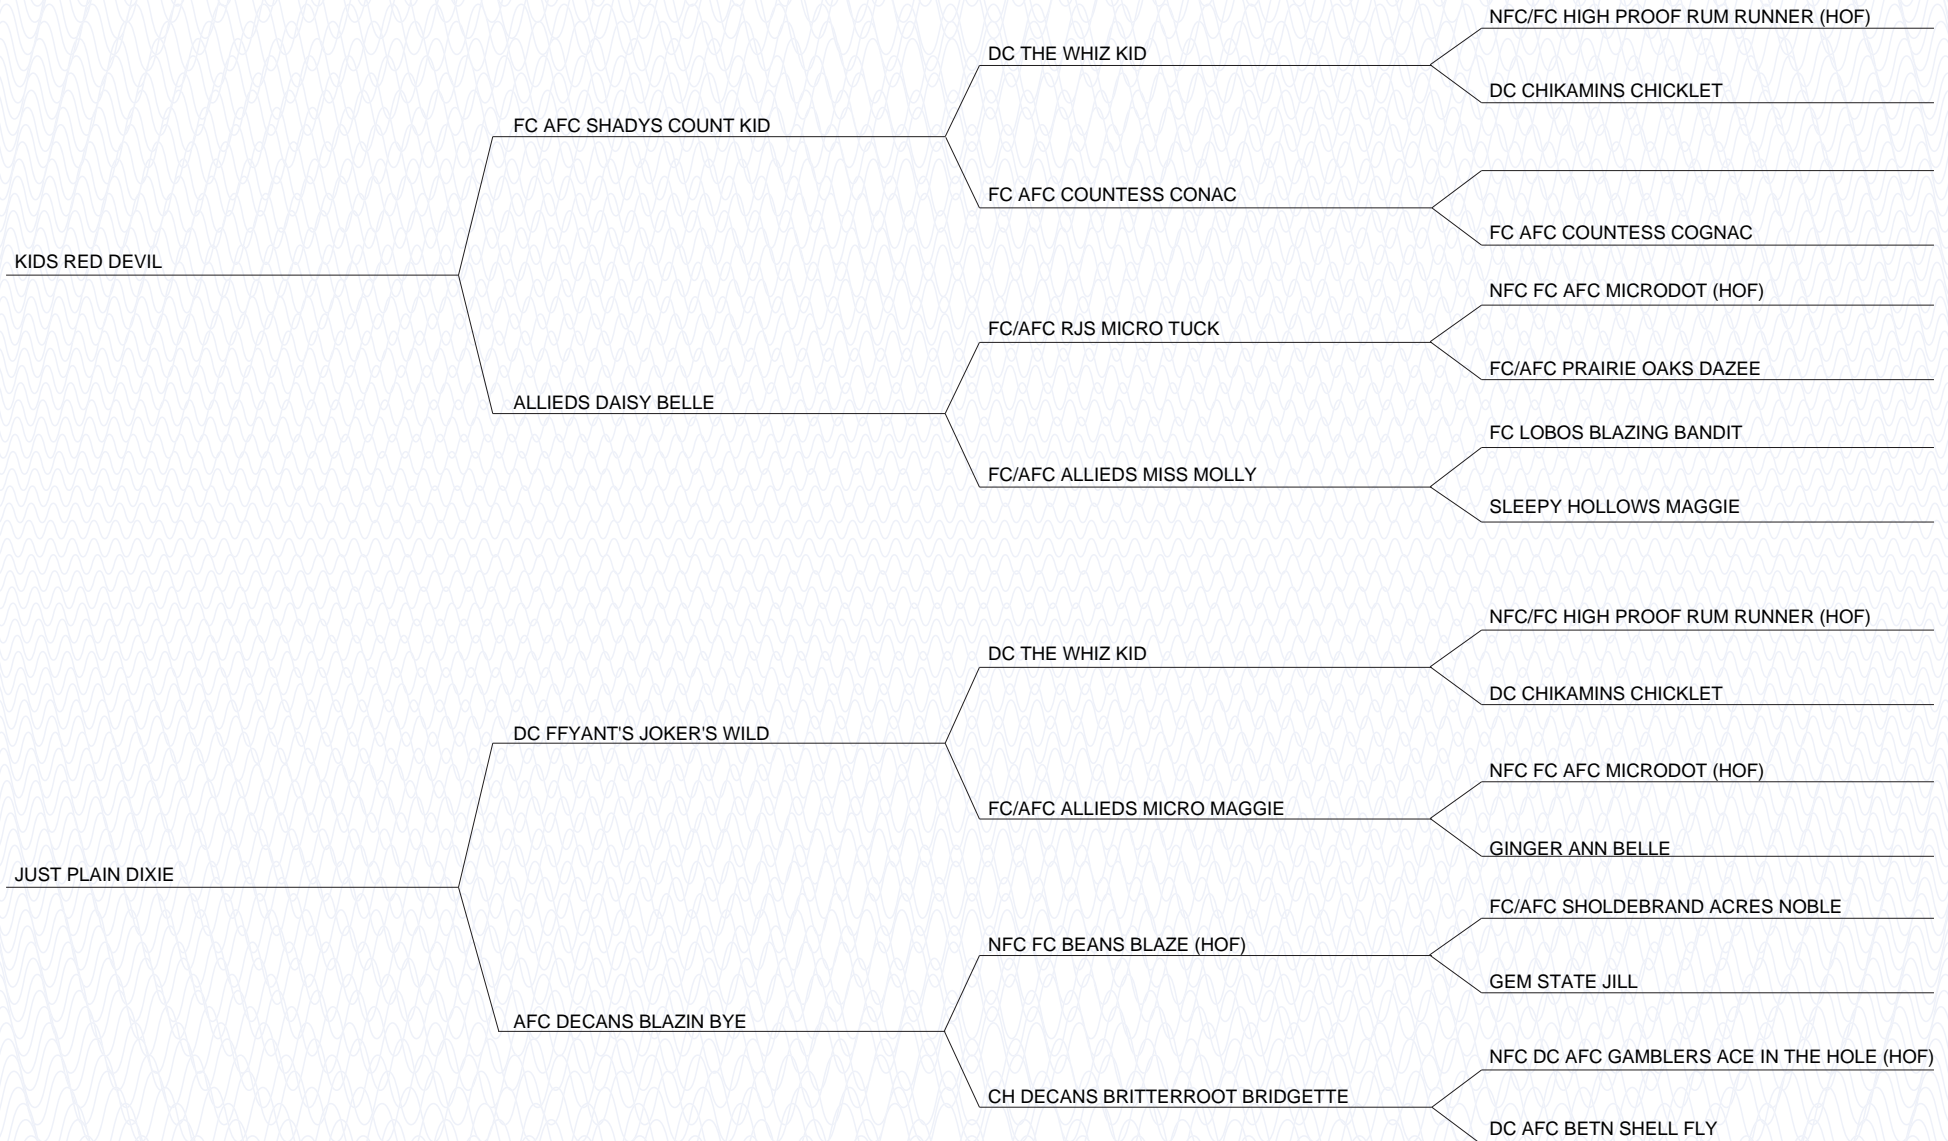 NFC/FC HIGH PROOF RUM RUNNER (HOF)
DC THE WHIZ KID
DC CHIKAMINS CHICKLET
FC AFC SHADYS COUNT KID
FC AFC COUNTESS CONAC
FC AFC COUNTESS COGNAC
KIDS RED DEVIL
NFC FC AFC MICRODOT (HOF)
FC/AFC RJS MICRO TUCK
FC/AFC PRAIRIE OAKS DAZEE
ALLIEDS DAISY BELLE
FC LOBOS BLAZING BANDIT
FC/AFC ALLIEDS MISS MOLLY
SLEEPY HOLLOWS MAGGIE
NFC/FC HIGH PROOF RUM RUNNER (HOF)
DC THE WHIZ KID
DC CHIKAMINS CHICKLET
DC FFYANT'S JOKER'S WILD
NFC FC AFC MICRODOT (HOF)
FC/AFC ALLIEDS MICRO MAGGIE
GINGER ANN BELLE
JUST PLAIN DIXIE
FC/AFC SHOLDEBRAND ACRES NOBLE
NFC FC BEANS BLAZE (HOF)
GEM STATE JILL
AFC DECANS BLAZIN BYE
NFC DC AFC GAMBLERS ACE IN THE HOLE (HOF)
CH DECANS BRITTERROOT BRIDGETTE
DC AFC BETN SHELL FLY